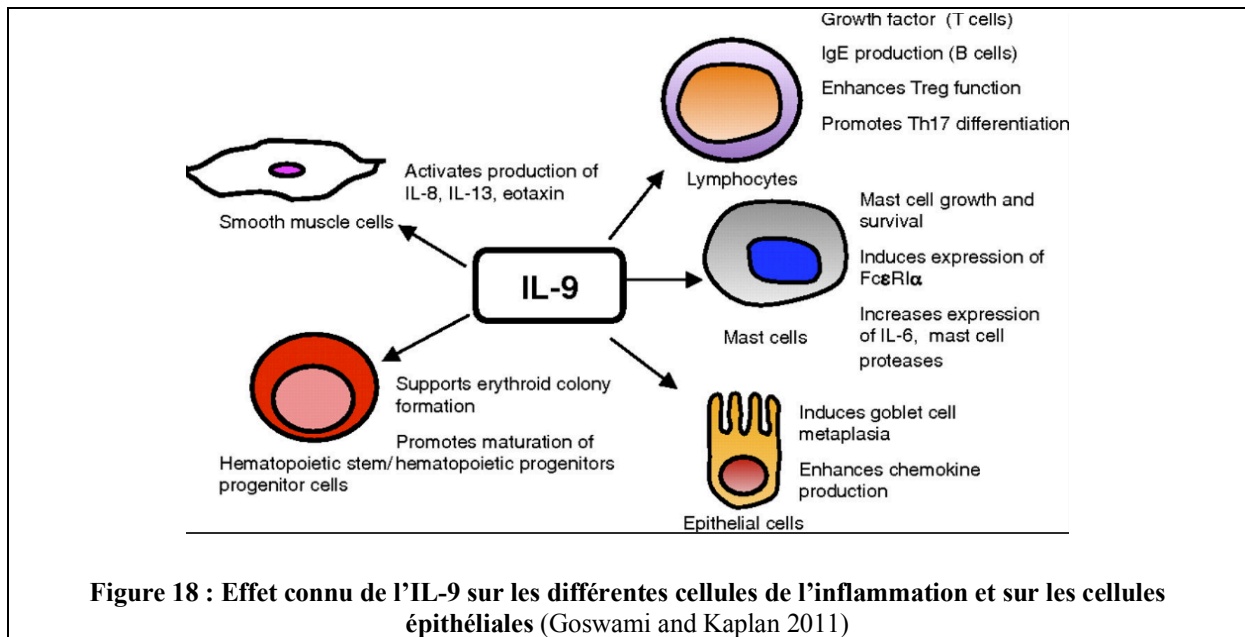 Growth factor (T cells)
IgE production (B cells)
Enhances Treg function
Promotes Th17 differentiation
Lymphocytes
Activates production of
IL-8, IL-13, eotaxin
Smooth muscle cells
IL-9
Mast cell growth and
survival
Induces expression of
FcεRIα
Increases expression
of IL-6, mast cell
proteases
Mast cells
Supports erythroid colony
formation
Promotes maturation of
hematopoietic progenitors
Hematopoietic stem/
progenitor cells
Induces goblet cell
metaplasia
Enhances chemokine
production
Epithelial cells
Figure 18 : Effet connu de l’IL-9 sur les différentes cellules de l’inflammation et sur les cellules
épithéliales (Goswami and Kaplan 2011)